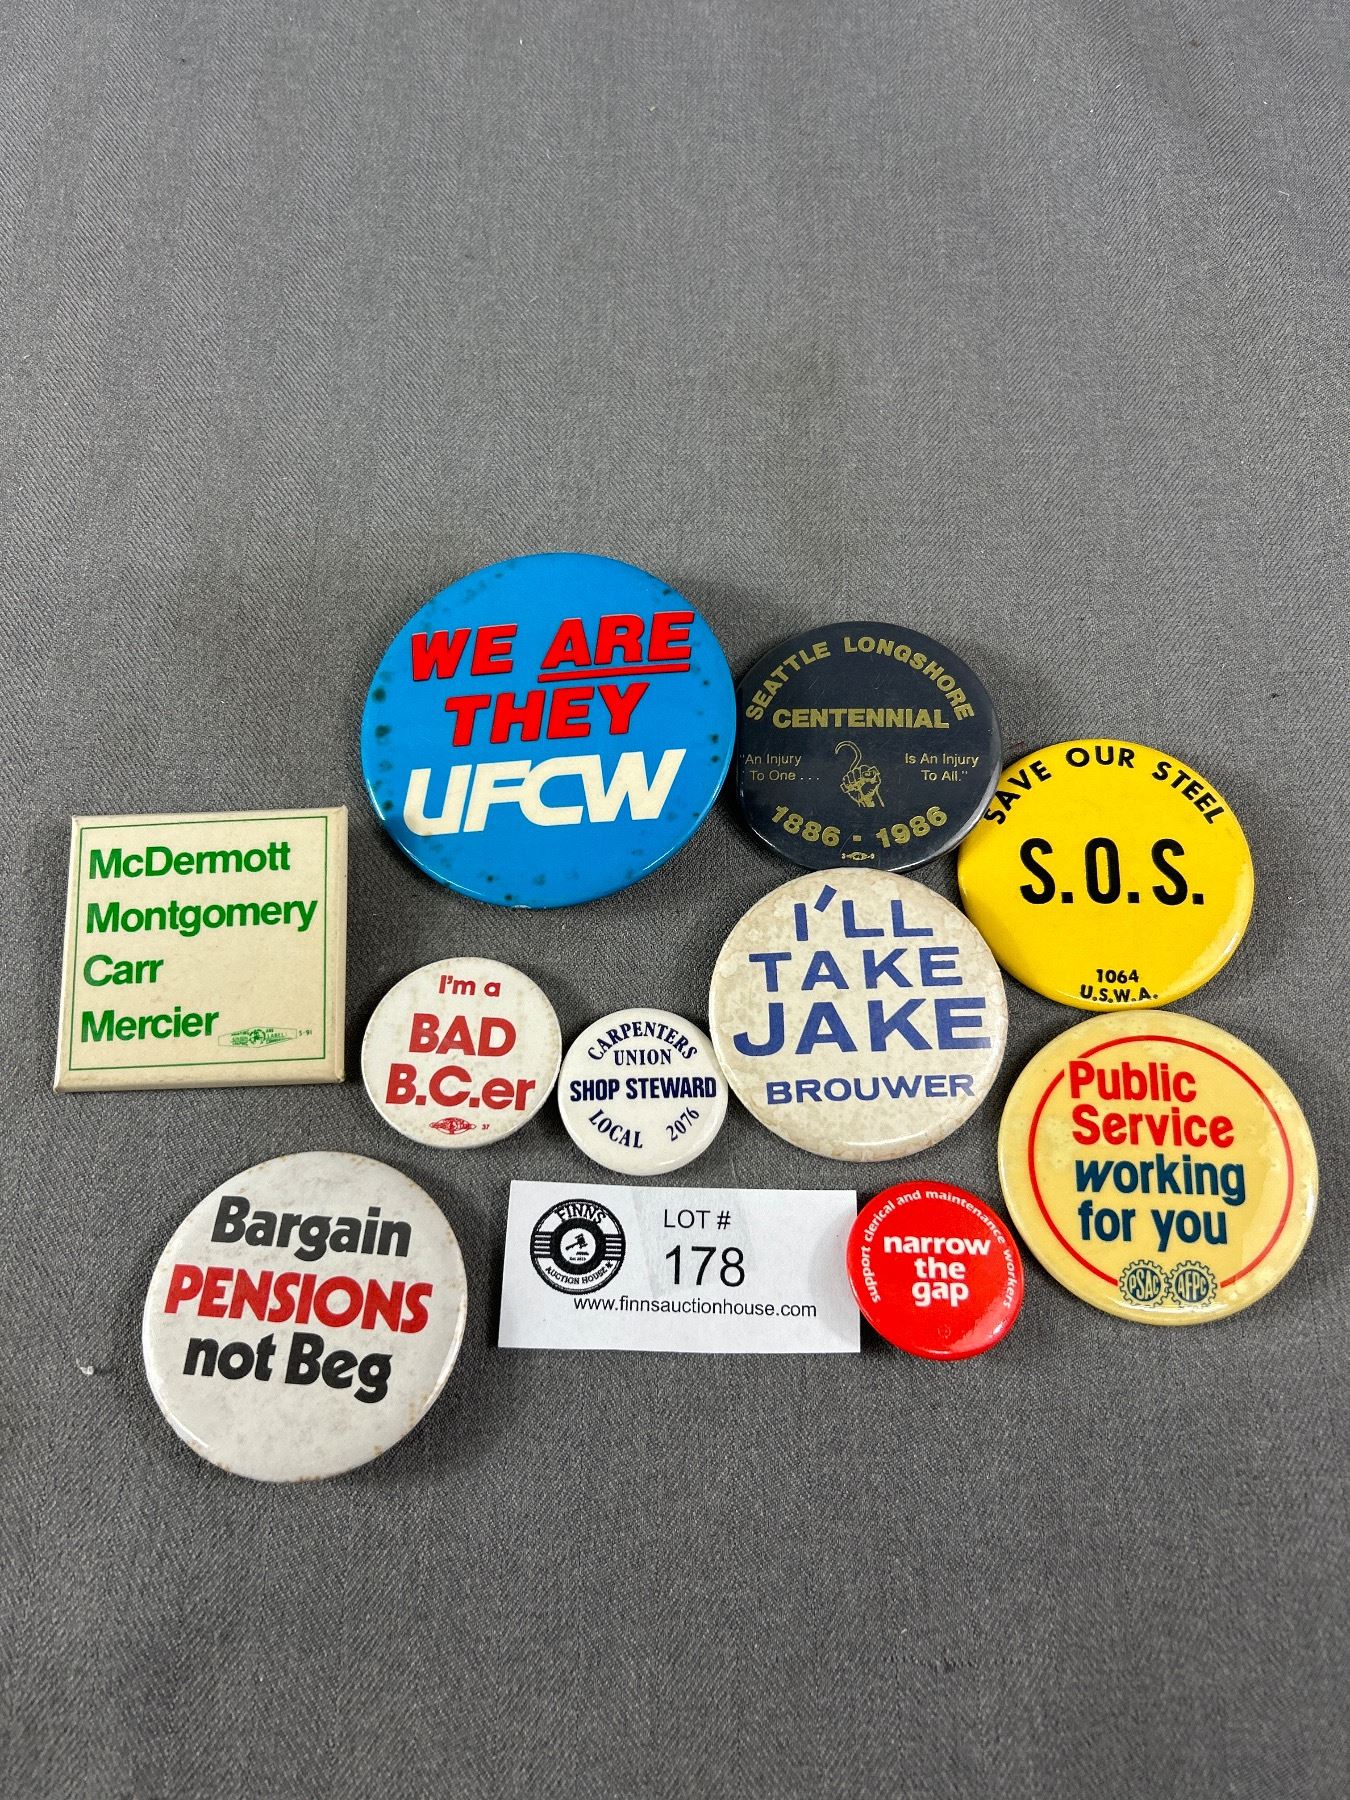 WE ARE
THEY
UFCW
SEATTLE LONGSHORE
CENTENNIAL
"An Injury
To One . . .
Is An Injury
To All."
1886 - 1986
SAVE OUR STEEL
S.O.S.
1064
U.S.W.A.
McDermott
Montgomery
Carr
Mercier
5-91
I'm a
BAD
B.C.er
37
CARPENTERS
UNION
SHOP STEWARD
LOCAL 2076
I'LL
TAKE
JAKE
BROUWER
Public
Service
working
for you
PSAC AFPC
Bargain
PENSIONS
not Beg
FINNS
AUCTION HOUSE
LOT #
178
www.finnsauctionhouse.com
support clerical and maintenance workers
narrow
the
gap